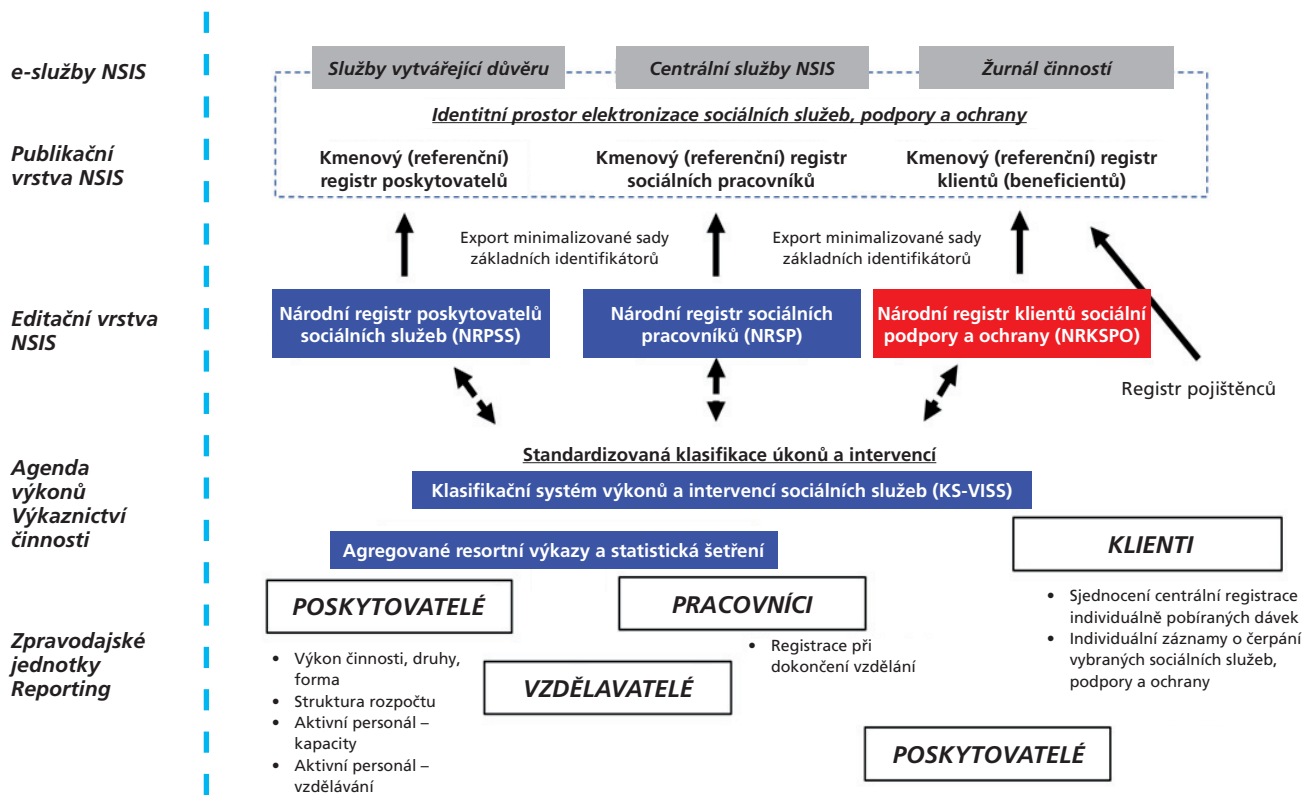 e-služby NSIS
Služby vytvářející důvěru
Centrální služby NSIS
Žurnál činností
Identitní prostor elektronizace sociálních služeb, podpory a ochrany
Publikační
vrstva NSIS
Kmenový (referenční)
registr poskytovatelů
Kmenový (referenční) registr
sociálních pracovníků
Kmenový (referenční) registr
klientů (beneficientů)
Export minimalizované sady
základních identifikátorů
Export minimalizované sady
základních identifikátorů
Editační vrstva
NSIS
Národní registr poskytovatelů
sociálních služeb (NRPSS)
Národní registr sociálních
pracovníků (NRSP)
Národní registr klientů sociální
podpory a ochrany (NRKSPO)
Registr pojištěnců
Agenda
výkonů
Výkaznictví
činnosti
Standardizovaná klasifikace úkonů a intervencí
Klasifikační systém výkonů a intervencí sociálních služeb (KS-VISS)
Agregované resortní výkazy a statistická šetření
KLIENTI
• Sjednocení centrální registrace
individuálně pobíraných dávek
• Individuální záznamy o čerpání
vybraných sociálních služeb,
podpory a ochrany
Zpravodajské
jednotky
Reporting
POSKYTOVATELÉ
• Výkon činnosti, druhy,
forma
• Struktura rozpočtu
• Aktivní personál –
kapacity
• Aktivní personál –
vzdělávání
PRACOVNÍCI
• Registrace při
dokončení vzdělání
VZDĚLAVATELÉ
POSKYTOVATELÉ